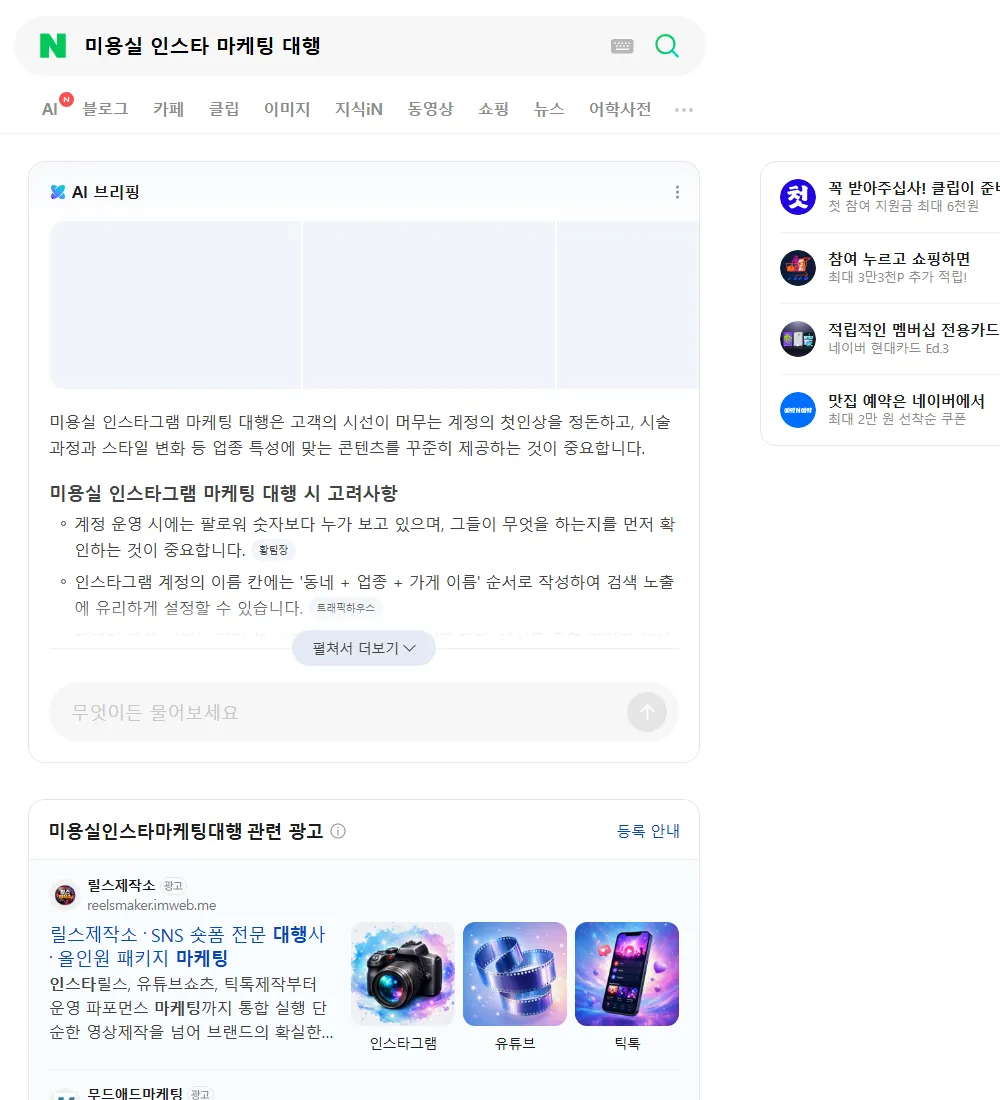 미용실 인스타 마케팅 대행
AI N 블로그 카페 클립 이미지 지식iN 동영상 쇼핑 뉴스 어학사전
AI 브리핑
미용실 인스타그램 마케팅 대행은 고객의 시선이 머무는 계정의 첫인상을 정돈하고, 시술
과정과 스타일 변화 등 업종 특성에 맞는 콘텐츠를 꾸준히 제공하는 것이 중요합니다.
미용실 인스타그램 마케팅 대행 시 고려사항
계정 운영 시에는 팔로워 숫자보다 누가 보고 있으며, 그들이 무엇을 하는지를 먼저 확
인하는 것이 중요합니다. 황팀장
인스타그램 계정의 이름 칸에는 '동네 + 업종 + 가게 이름' 순서로 작성하여 검색 노출
에 유리하게 설정할 수 있습니다. 트래픽하우스
펼쳐서 더보기
무엇이든 물어보세요
미용실인스타마케팅대행 관련 광고
등록 안내
릴스제작소 광고
reelsmaker.imweb.me
릴스제작소 · SNS 숏폼 전문 대행사
· 올인원 패키지 마케팅
인스타릴스, 유튜브쇼츠, 틱톡제작부터
운영 파포먼스 마케팅까지 통합 실행 단
순한 영상제작을 넘어 브랜드의 확실한...
인스타그램
유튜브
틱톡
무드애드마케팅 광고
첫
꼭 받아주십사! 클립이 준비
첫 참여 지원금 최대 6천원
참여 누르고 쇼핑하면
최대 3만3천P 추가 적립!
적립적인 멤버십 전용카드
네이버 현대카드 Ed.3
맛집 예약은 네이버에서
최대 2만 원 선착순 쿠폰